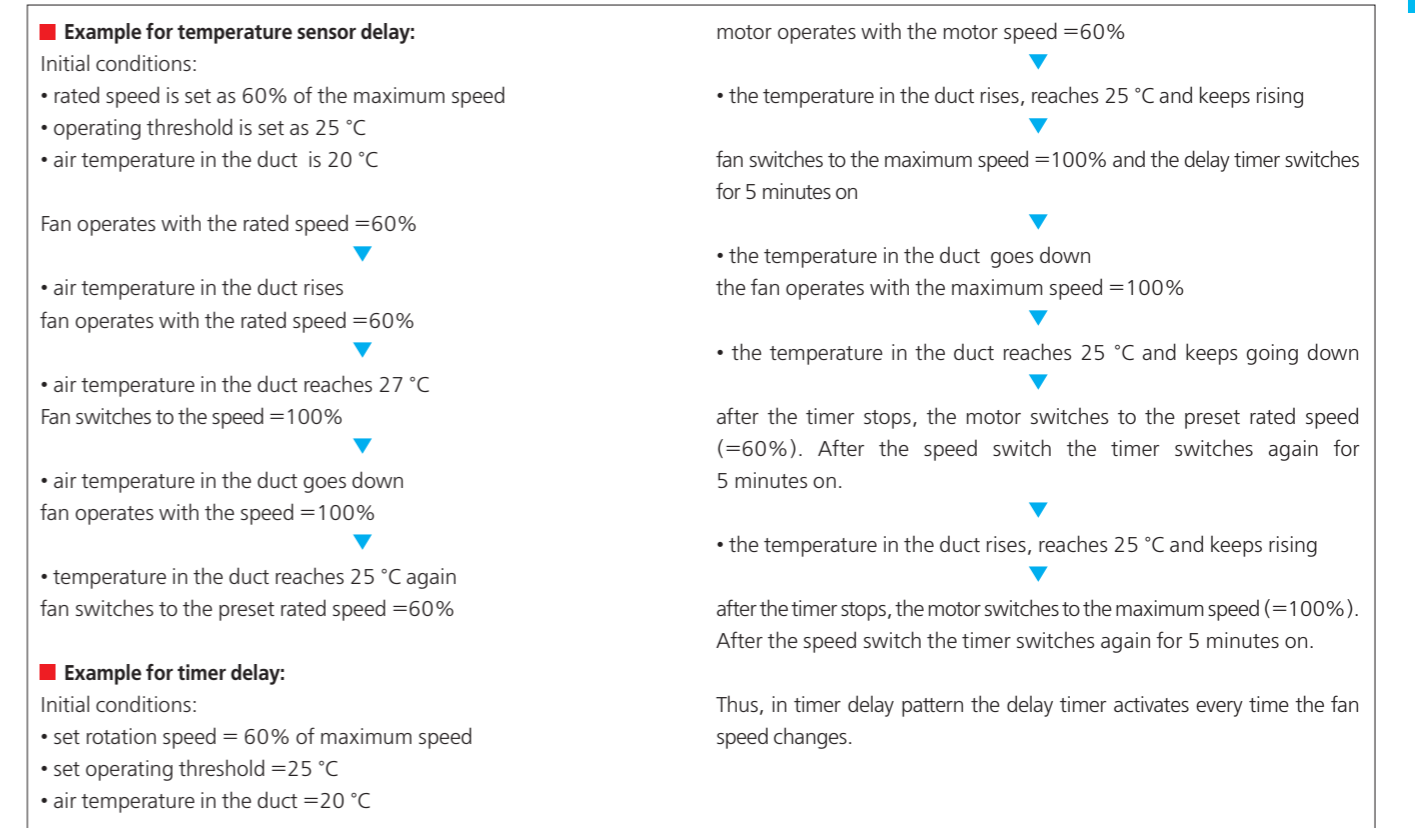 Example for temperature sensor delay:
Initial conditions:
• rated speed is set as 60% of the maximum speed
• operating threshold is set as 25 °C
• air temperature in the duct is 20 °C
Fan operates with the rated speed =60%
• air temperature in the duct rises
fan operates with the rated speed =60%
• air temperature in the duct reaches 27 °C
Fan switches to the speed =100%
• air temperature in the duct goes down
fan operates with the speed =100%
• temperature in the duct reaches 25 °C again
fan switches to the preset rated speed =60%
Example for timer delay:
Initial conditions:
• set rotation speed = 60% of maximum speed
• set operating threshold =25 °C
• air temperature in the duct =20 °C
motor operates with the motor speed =60%
• the temperature in the duct rises, reaches 25 °C and keeps rising
fan switches to the maximum speed =100% and the delay timer switches
for 5 minutes on
• the temperature in the duct goes down
the fan operates with the maximum speed =100%
• the temperature in the duct reaches 25 °C and keeps going down
after the timer stops, the motor switches to the preset rated speed
(=60%). After the speed switch the timer switches again for
5 minutes on.
• the temperature in the duct rises, reaches 25 °C and keeps rising
after the timer stops, the motor switches to the maximum speed (=100%).
After the speed switch the timer switches again for 5 minutes on.
Thus, in timer delay pattern the delay timer activates every time the fan
speed changes.